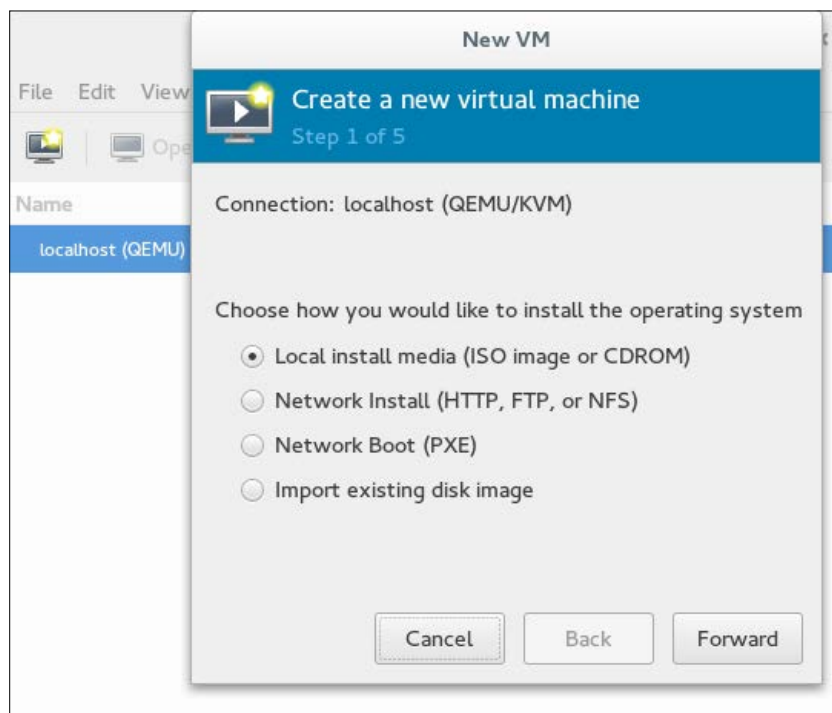 New VM
File Edit View
Create a new virtual machine
Step 1 of 5
Name
Connection: localhost (QEMU/KVM)
localhost (QEMU)
Choose how you would like to install the operating system
Local install media (ISO image or CDROM)
Network Install (HTTP, FTP, or NFS)
Network Boot (PXE)
Import existing disk image
Cancel Back Forward